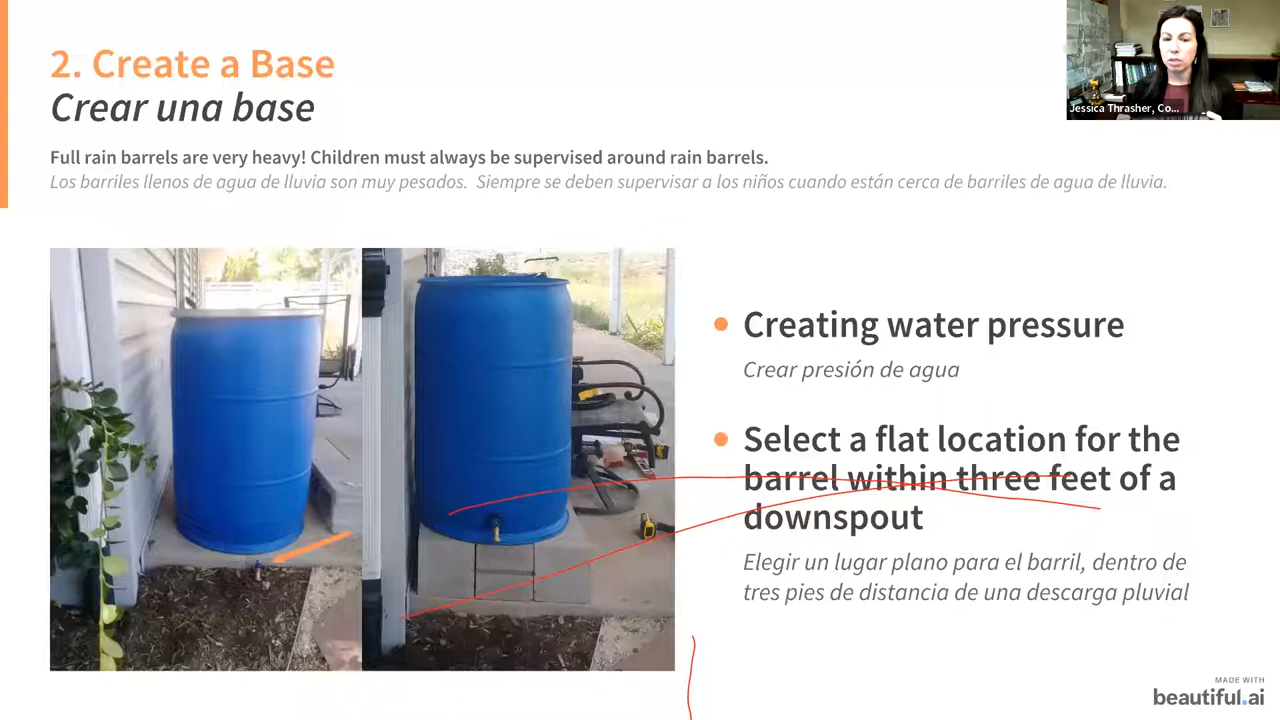 2. Create a Base
Crear una base
Full rain barrels are very heavy! Children must always be supervised around rain barrels.
Los barriles llenos de agua de lluvia son muy pesados. Siempre se deben supervisar a los niños cuando están cerca de barriles de agua de lluvia.
Jessica Thrasher, Co...
Creating water pressure
Crear presión de agua
Select a flat location for the
barrel within three feet of a
downspout
Elegir un lugar plano para el barril, dentro de
tres pies de distancia de una descarga pluvial
MADE WITH
beautiful.ai